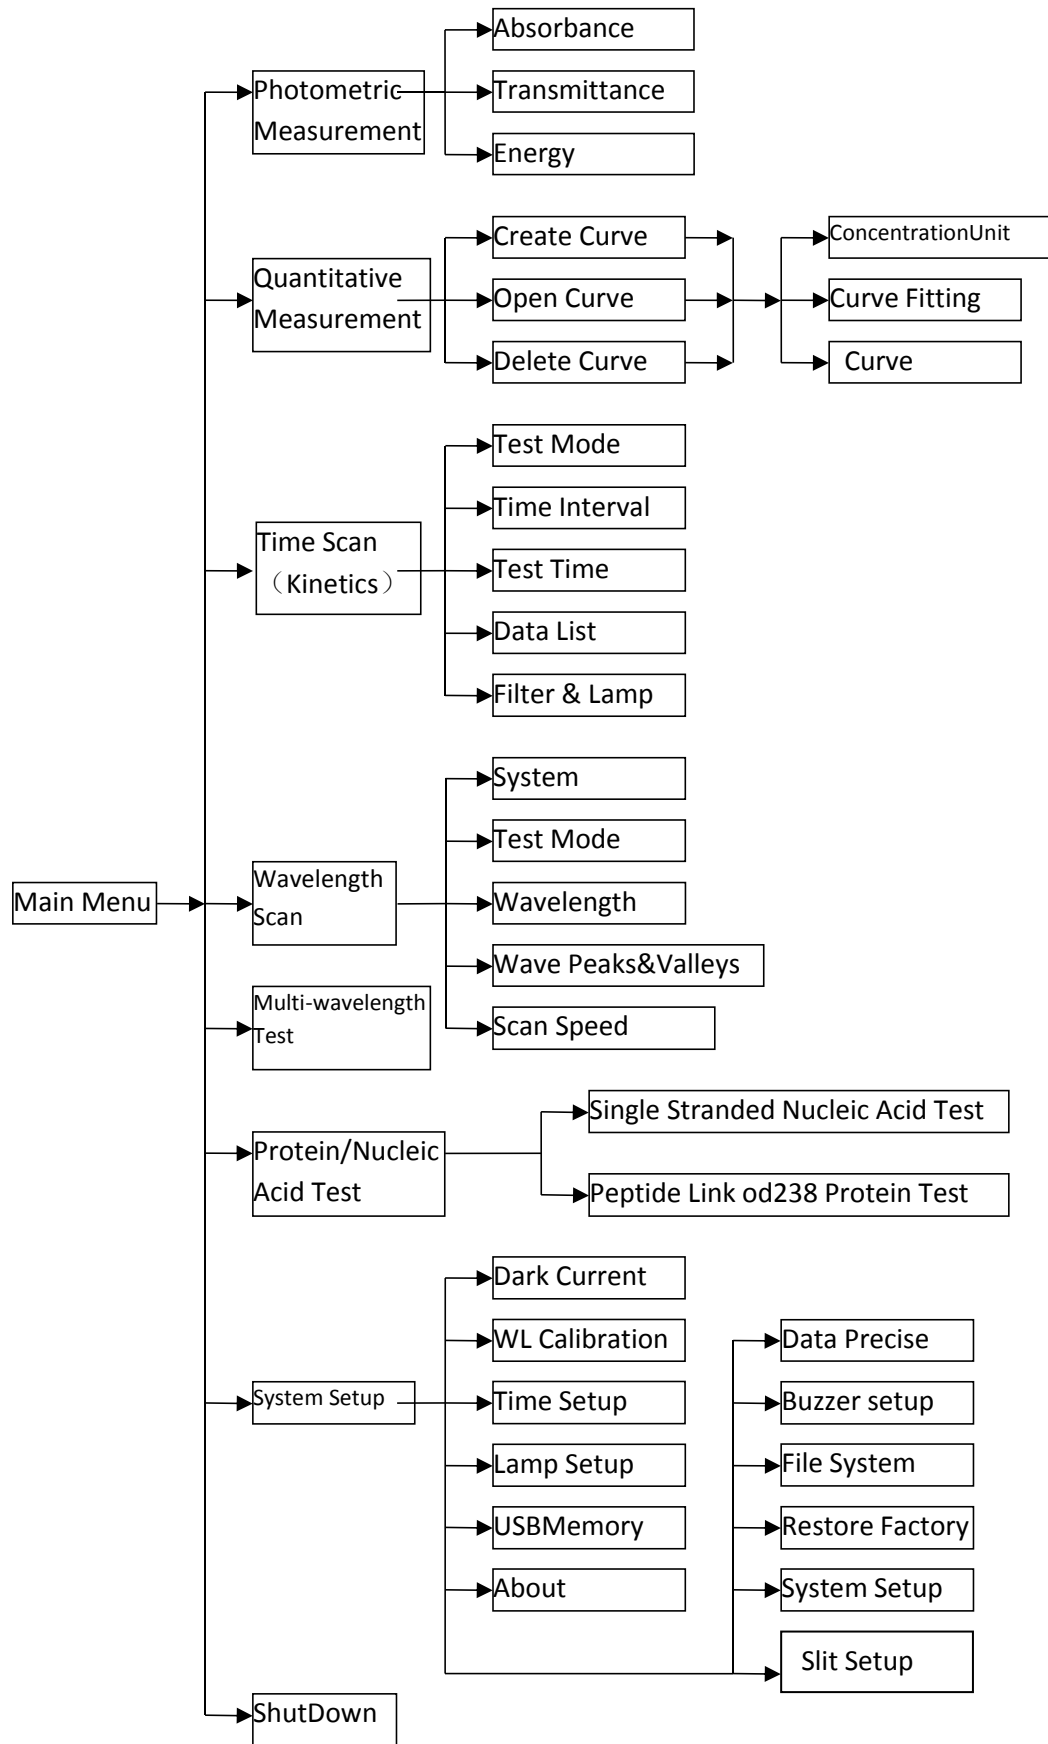 Absorbance
Photometric
Measurement
Transmittance
Energy
Quantitative
Measurement
Create Curve
Open Curve
Delete Curve
ConcentrationUnit
Curve Fitting
Curve
Time Scan
（Kinetics）
Test Mode
Time Interval
Test Time
Data List
Filter & Lamp
Main Menu
Wavelength
Scan
System
Test Mode
Wavelength
Wave Peaks&Valleys
Scan Speed
Multi-wavelength
Test
Protein/Nucleic
Acid Test
Single Stranded Nucleic Acid Test
Peptide Link od238 Protein Test
System Setup
Dark Current
WL Calibration
Time Setup
Lamp Setup
USBMemory
About
Data Precise
Buzzer setup
File System
Restore Factory
System Setup
Slit Setup
ShutDown